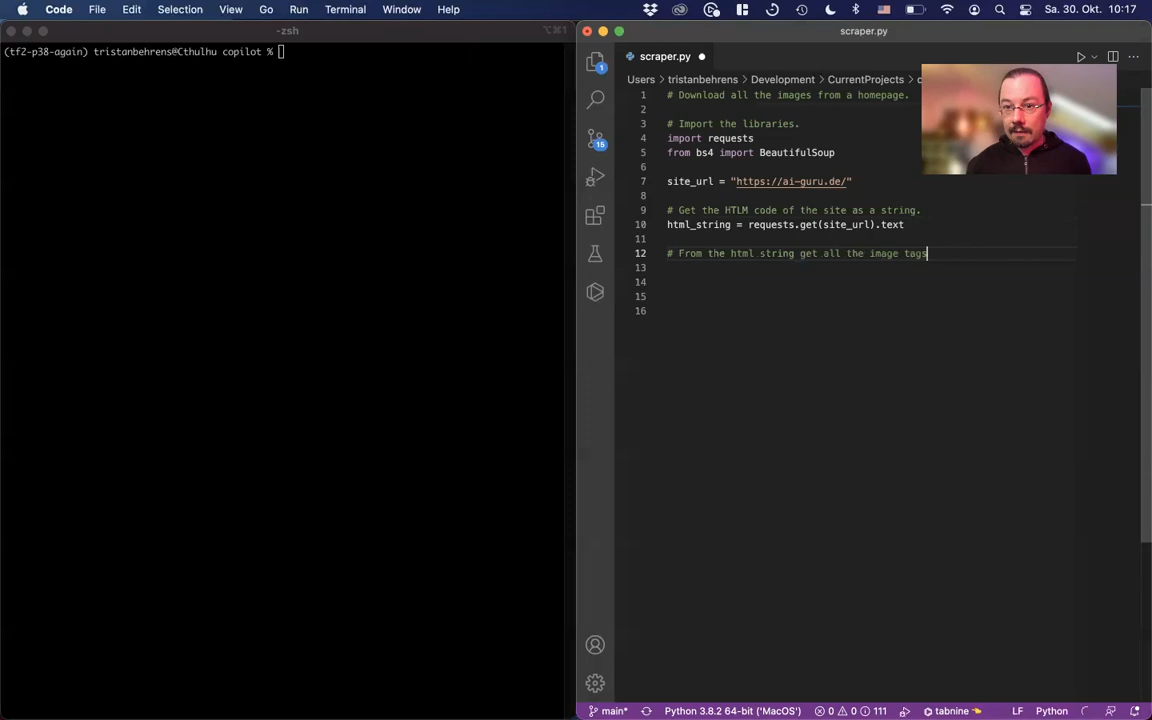 Code File Edit Selection View Go Run Terminal Window Help Sa. 30. Okt. 10:17
-zsh ⌥⌘1
(tf2-p38-again) tristanbehrens@Cthulhu copilot %
scraper.py
scraper.py
Users > tristanbehrens > Development > CurrentProjects >
1 # Download all the images from a homepage.
2
3 # Import the libraries.
4 import requests
5 from bs4 import BeautifulSoup
6
7 site_url = "https://ai-guru.de/"
8
9 # Get the HTLM code of the site as a string.
10 html_string = requests.get(site_url).text
11
12 # From the html string get all the image tags
13
14
15
16
1
15
main* Python 3.8.2 64-bit ('MacOS') 0 0 111 tabnine LF Python